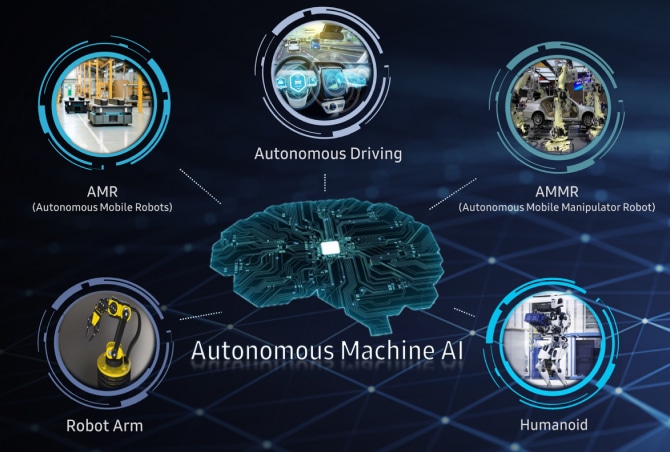 Autonomous Driving
AMR
(Autonomous Mobile Robots)
AMMR
(Autonomous Mobile Manipulator Robot)
Autonomous Machine AI
Robot Arm
Humanoid